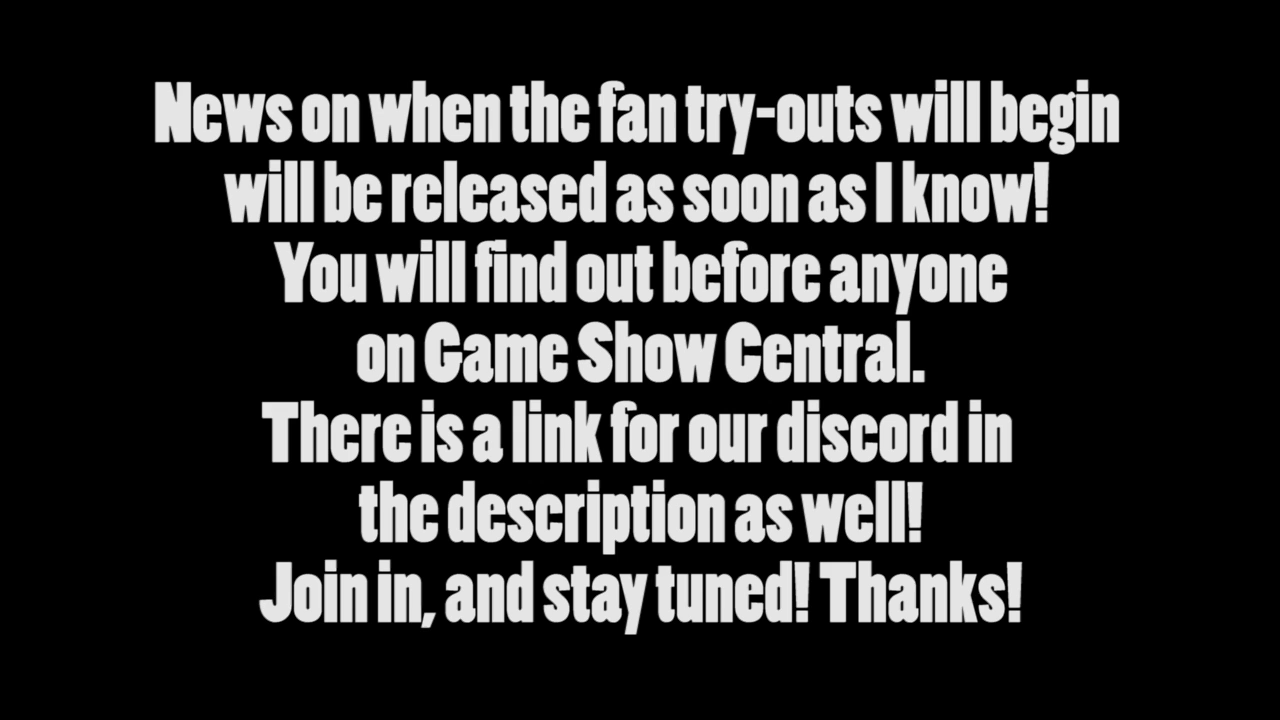 News on when the fan try-outs will begin
will be released as soon as I know!
You will find out before anyone
on Game Show Central.
There is a link for our discord in
the description as well!
Join in, and stay tuned! Thanks!